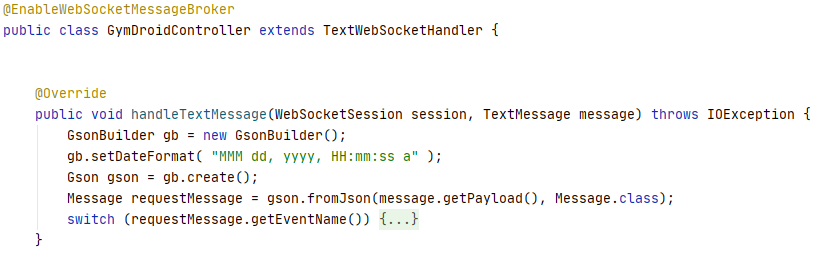 @EnableWebSocketMessageBroker
public class GymDroidController extends TextWebSocketHandler {
@Override
public void handleTextMessage(WebSocketSession session, TextMessage message) throws IOException {
GsonBuilder gb = new GsonBuilder();
gb.setDateFormat( "MMM dd, yyyy, HH:mm:ss a" );
Gson gson = gb.create();
Message requestMessage = gson.fromJson(message.getPayload(), Message.class);
switch (requestMessage.getEventName()) {...}
}